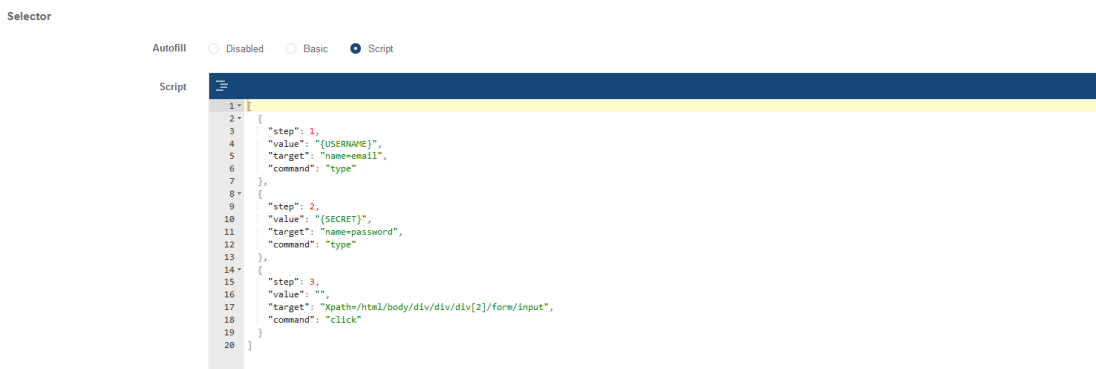 Selector
Autofill Disabled Basic Script
Script
1 [
2 {
3 "step": 1,
4 "value": "{USERNAME}",
5 "target": "name=email",
6 "command": "type"
7 },
8 {
9 "step": 2,
10 "value": "{SECRET}",
11 "target": "name=password",
12 "command": "type"
13 },
14 {
15 "step": 3,
16 "value": "",
17 "target": "Xpath=/html/body/div/div/div[2]/form/input",
18 "command": "click"
19 }
20 ]